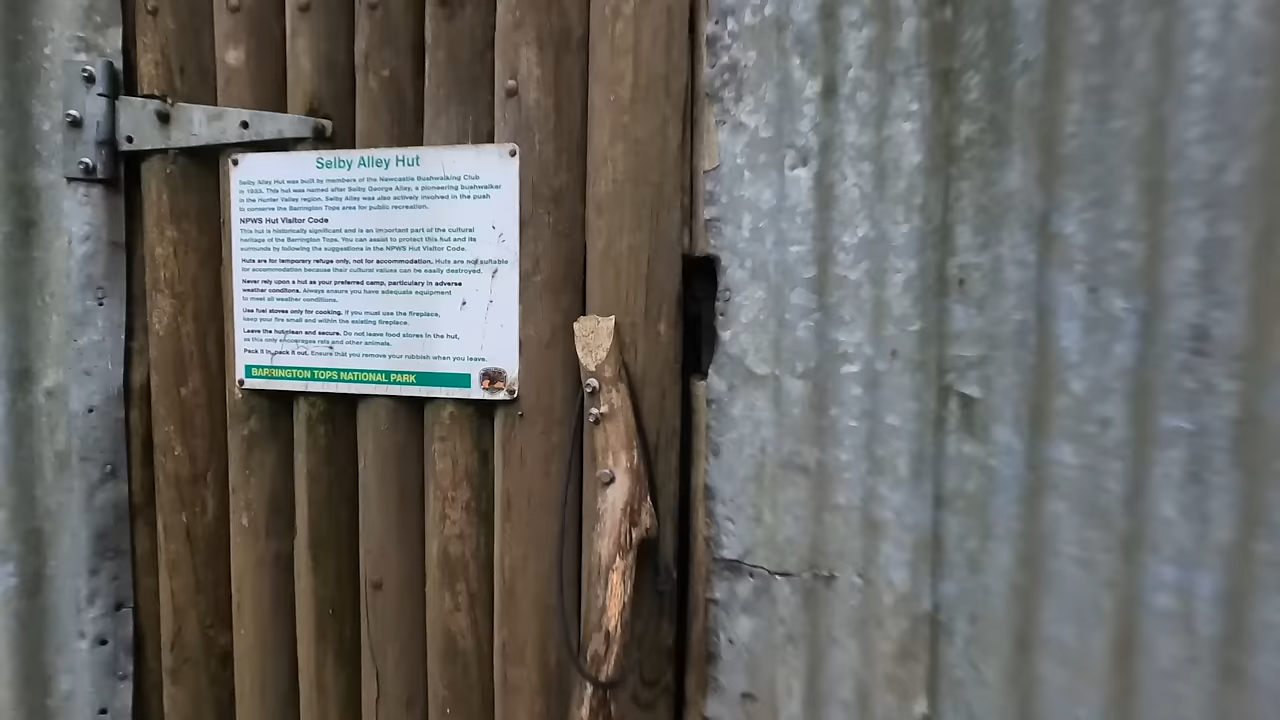 Selby Alley Hut
Selby Alley Hut was built by members of the Newcastle Bushwalking Club
in 1933. This hut was named after Selby George Alley, a pioneering bushwalker
in the Hunter Valley region. Selby Alley was also actively involved in the push
to conserve the Barrington Tops area for public recreation.
NPWS Hut Visitor Code
This hut is historically significant and is an important part of the cultural
heritage of the Barrington Tops. You can assist to protect this hut and its
surrounds by following the suggestions in the NPWS Hut Visitor Code.
Huts are for temporary refuge only, not for accommodation. Huts are not suitable
for accommodation because their cultural values can be easily destroyed.
Never rely upon a hut as your preferred camp, particulary in adverse
weather conditons. Always ensure you have adequate equipment
to meet all weather conditions.
Use fuel stoves only for cooking. If you must use the fireplace,
keep your fire small and within the existing fireplace.
Leave the hut clean and secure. Do not leave food stores in the hut,
as this only encorages rats and other animals.
Pack it in, pack it out. Ensure that you remove your rubbish when you leave.
BARRINGTON TOPS NATIONAL PARK